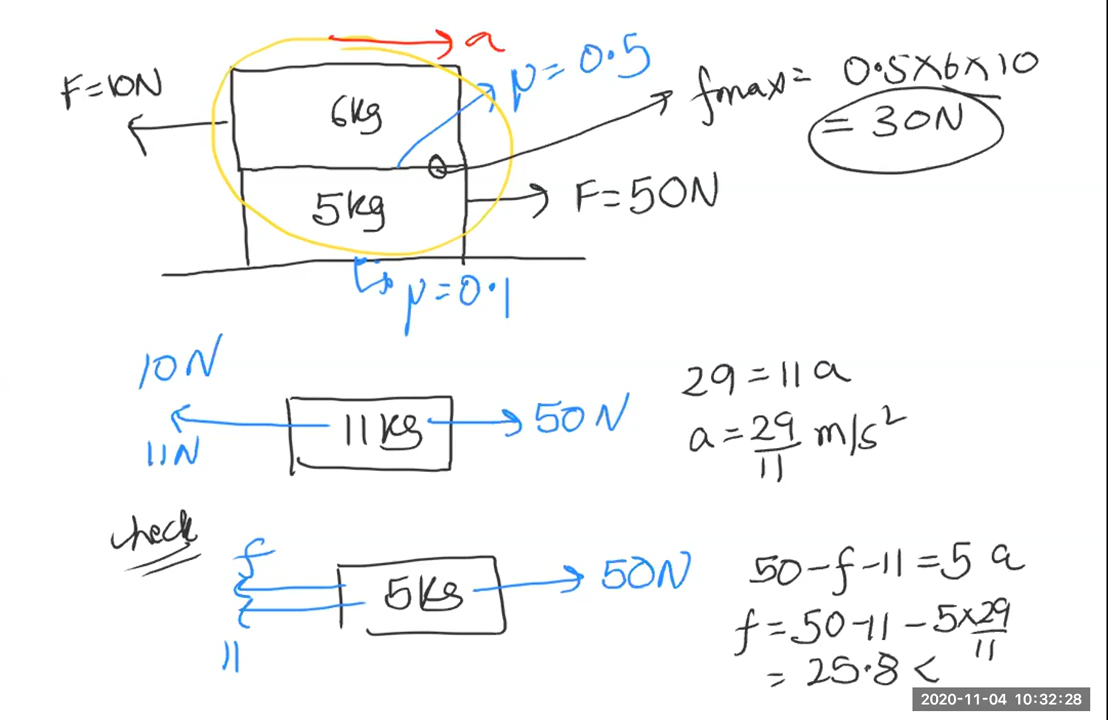 a
F=10N
6kg
μ=0.5
fmax = 0.5×6×10
= 30N
5kg
F=50N
μ=0.1
10N
11N
11kg
50N
29=11a
a=29/11 m/s²
check
f
11
5kg
50N
50-f-11=5a
f=50-11-5×29/11
= 25.8 <
2020-11-04 10:32:28